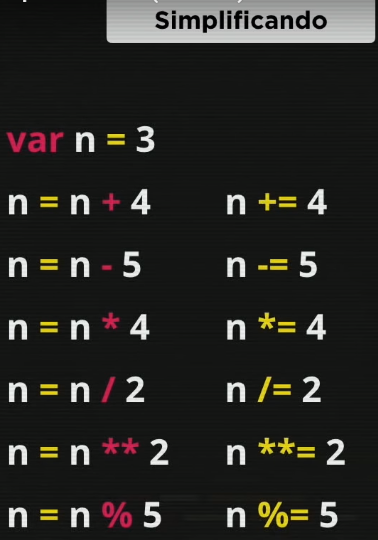 Simplificando
var n = 3
n = n + 4 n += 4
n = n - 5 n -= 5
n = n * 4 n *= 4
n = n / 2 n /= 2
n = n ** 2 n **= 2
n = n % 5 n %= 5